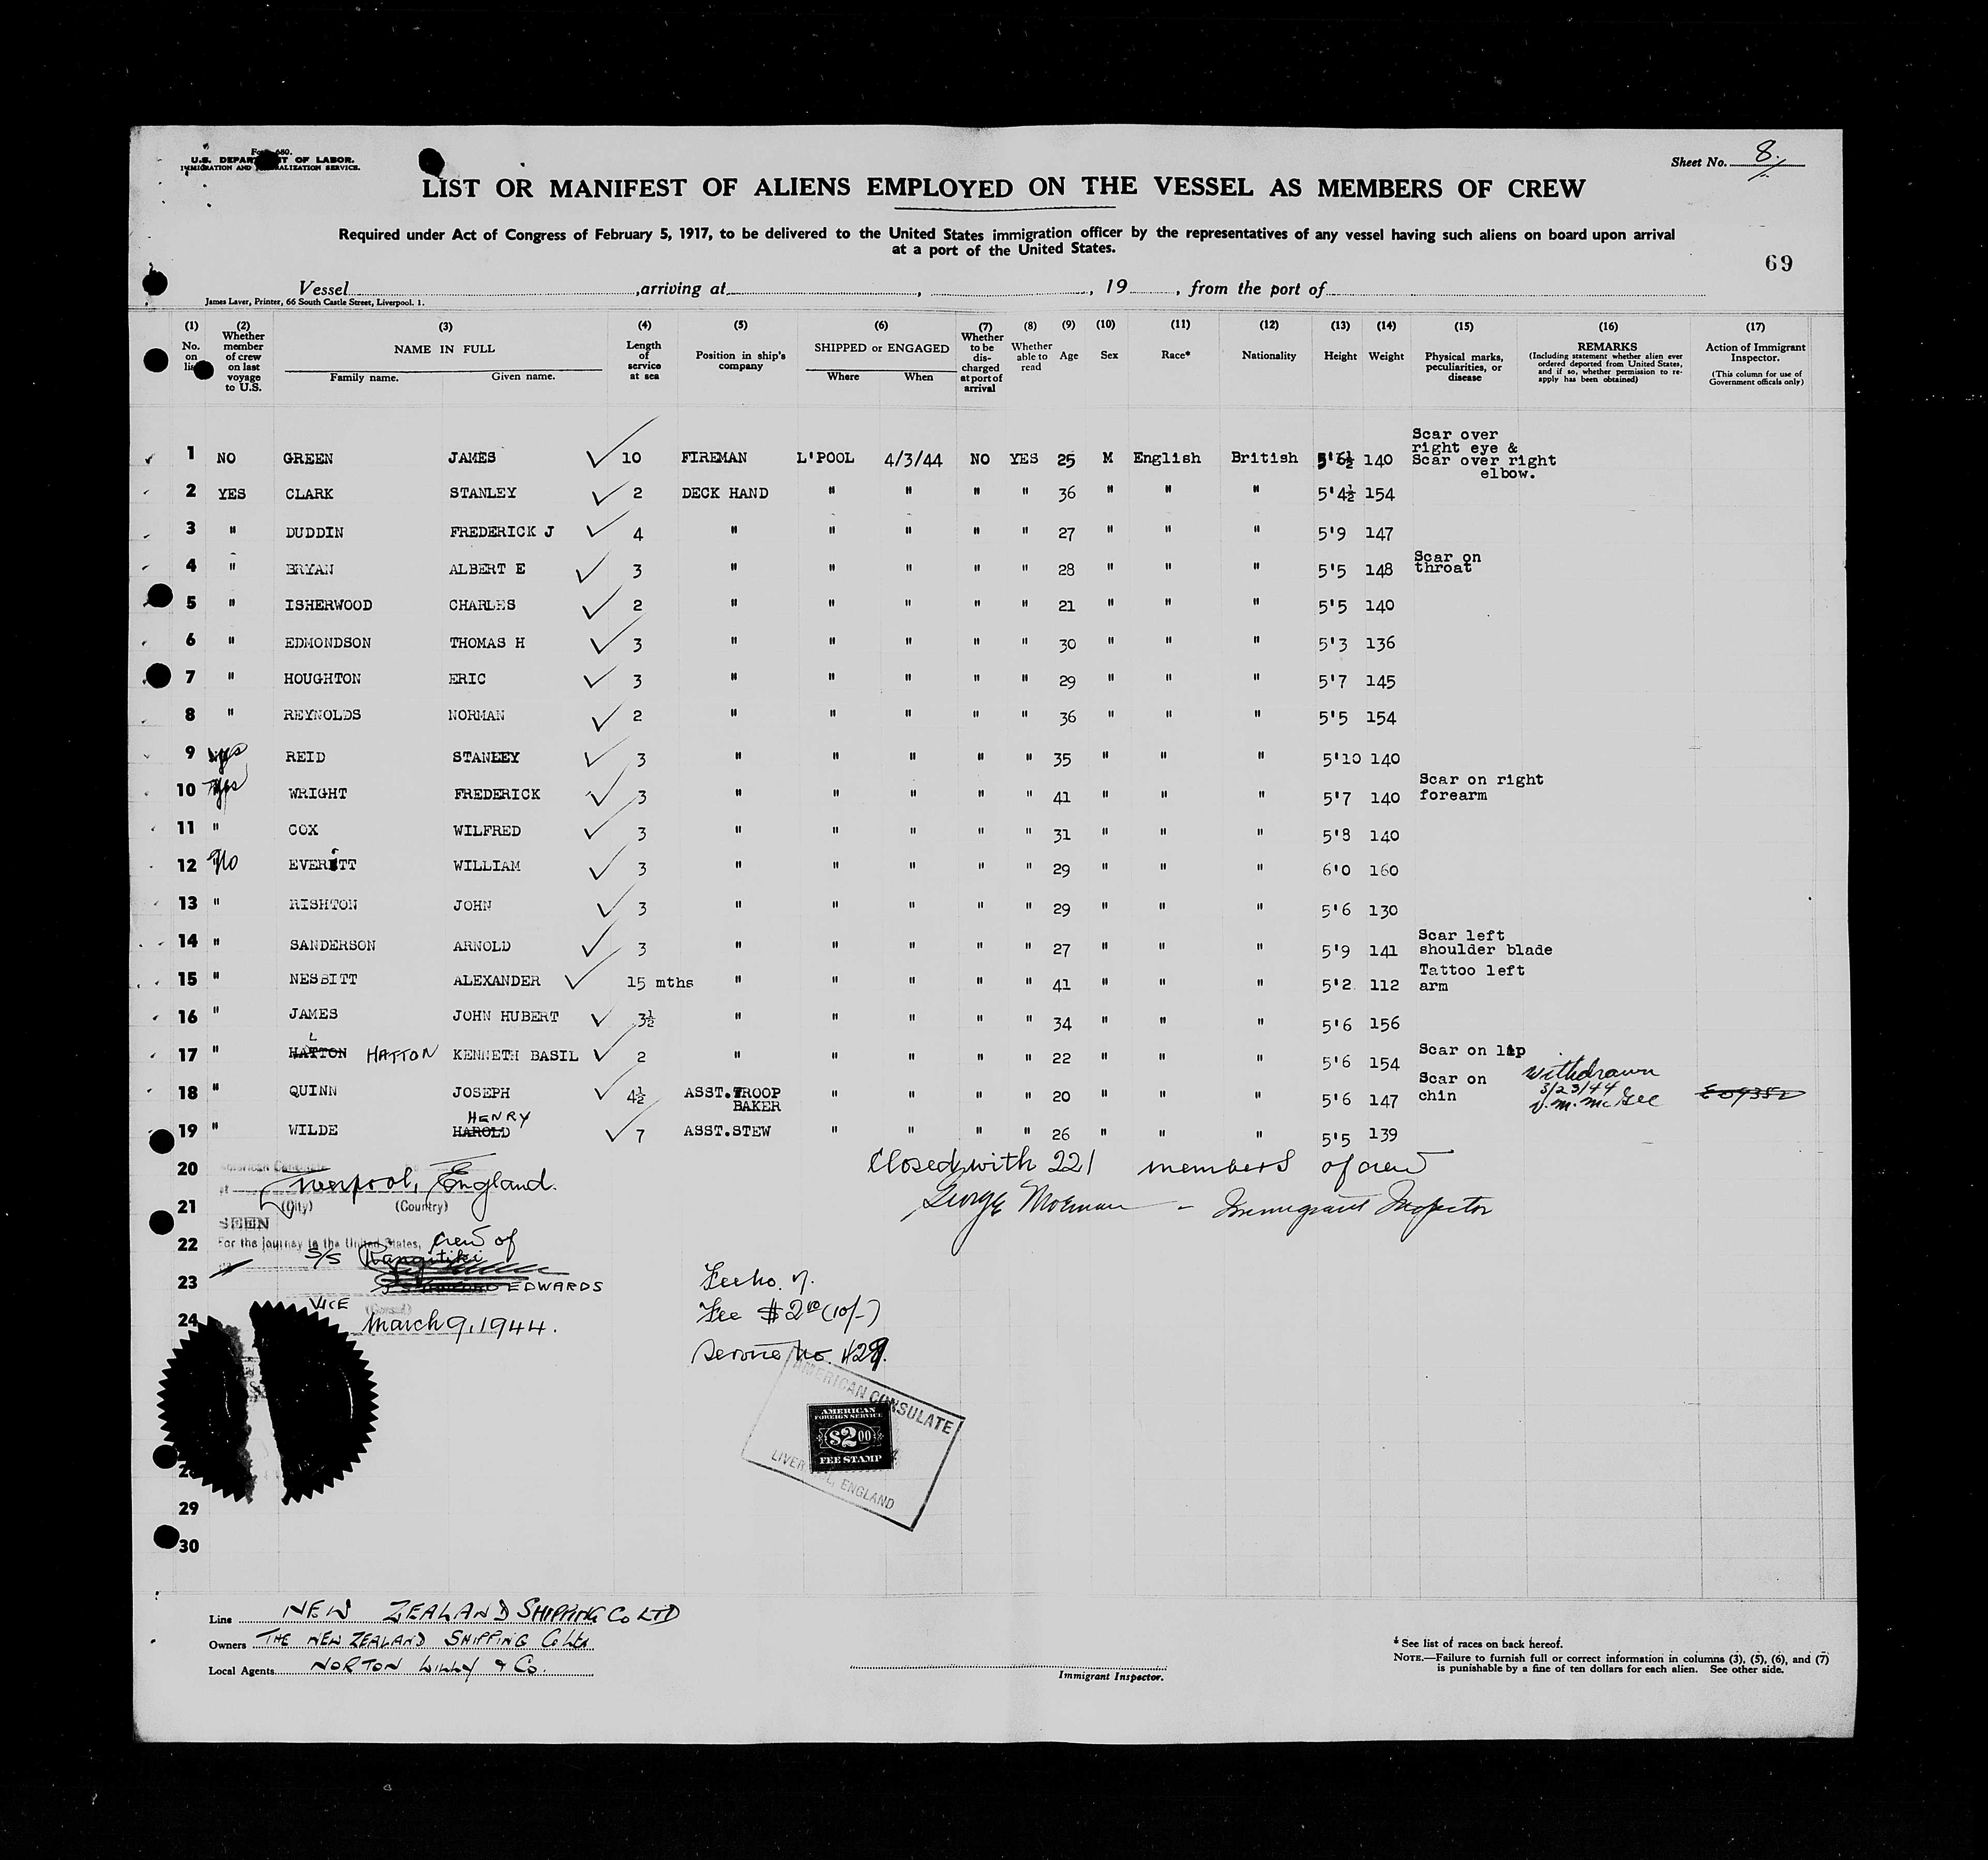 Sheet No. 8.
U.S. DEPARTMENT OF LABOR.
IMMIGRATION AND NATURALIZATION SERVICE.
LIST OR MANIFEST OF ALIENS EMPLOYED ON THE VESSEL AS MEMBERS OF CREW
Required under Act of Congress of February 5, 1917, to be delivered to the United States immigration officer by the representatives of any vessel having such aliens on board upon arrival
at a port of the United States.
69
Vessel , arriving at , , 19 , from the port of
James Laver, Printer, 66 South Castle Street, Liverpool. 1.
(1) No. on list (2) Whether member of crew on last voyage to U.S. (3) NAME IN FULL Family name. Given name. (4) Length of service at sea (5) Position in ship's company (6) SHIPPED or ENGAGED Where When (7) Whether to be discharged at port of arrival (8) Whether able to read (9) Age (10) Sex (11) Race* (12) Nationality (13) Height (14) Weight (15) Physical marks, peculiarities, or disease (16) REMARKS (Including statement whether alien ever ordered deported from United States, and if so, whether permission to re-apply has been obtained) (17) Action of Immigrant Inspector. (This column for use of Government officials only)
1 NO GREEN JAMES 10 FIREMAN L'POOL 4/3/44 NO YES 25 M English British 5'6½ 140 Scar over right eye & Scar over right elbow.
2 YES CLARK STANLEY 2 DECK HAND " " " " 36 " " " 5'4½ 154
3 " DUDDIN FREDERICK J 4 " " " " " 27 " " " 5'9 147
4 " BRYAN ALBERT E 3 " " " " " 28 " " " 5'5 148 Scar on throat
5 " ISHERWOOD CHARLES 2 " " " " " 21 " " " 5'5 140
6 " EDMONDSON THOMAS H 3 " " " " " 30 " " " 5'3 136
7 " HOUGHTON ERIC 3 " " " " " 29 " " " 5'7 145
8 " REYNOLDS NORMAN 2 " " " " " 36 " " " 5'5 154
9 yes REID STANLEY 3 " " " " " 35 " " " 5'10 140
10 yes WRIGHT FREDERICK 3 " " " " " 41 " " " 5'7 140 Scar on right forearm
11 " COX WILFRED 3 " " " " " 31 " " " 5'8 140
12 No EVERITT WILLIAM 3 " " " " " 29 " " " 6'0 160
13 " RISHTON JOHN 3 " " " " " 29 " " " 5'6 130
14 " SANDERSON ARNOLD 3 " " " " " 27 " " " 5'9 141 Scar left shoulder blade
15 " NESBITT ALEXANDER 15 mths " " " " " 41 " " " 5'2 112 Tattoo left arm
16 " JAMES JOHN HUBERT 3½ " " " " " 34 " " " 5'6 156
17 " HATTON HATTON KENNETH BASIL 2 " " " " " 22 " " " 5'6 154 Scar on lip
18 " QUINN JOSEPH 4½ ASST.TROOP BAKER " " " " 20 " " " 5'6 147 Scar on chin withdrawn 3/23/44 V.M. McGee
19 " WILDE HENRY HAROLD 7 ASST.STEW " " " " 26 " " " 5'5 139
20 Closed with 221 members of crew
Liverpool, England.
21 (City) (Country) George Morman - Immigrant Inspector
SEEN
22 For the journey to the United States, crew of
S/S Rangitiki
23 EDWARDS Fee No. 7.
VICE (Consul)
24 March 9, 1944. Fee $2.00 (10/-)
Service No. 429.
AMERICAN CONSULATE
AMERICAN FOREIGN SERVICE
$2.00
FEE STAMP
LIVERPOOL, ENGLAND
29
30
Line NEW ZEALAND SHIPPING Co LTD
Owners THE NEW ZEALAND SHIPPING Co Ltd
Local Agents NORTON LILLY & Co.
Immigrant Inspector.
* See list of races on back hereof.
NOTE.—Failure to furnish full or correct information in columns (3), (5), (6), and (7)
is punishable by a fine of ten dollars for each alien. See other side.